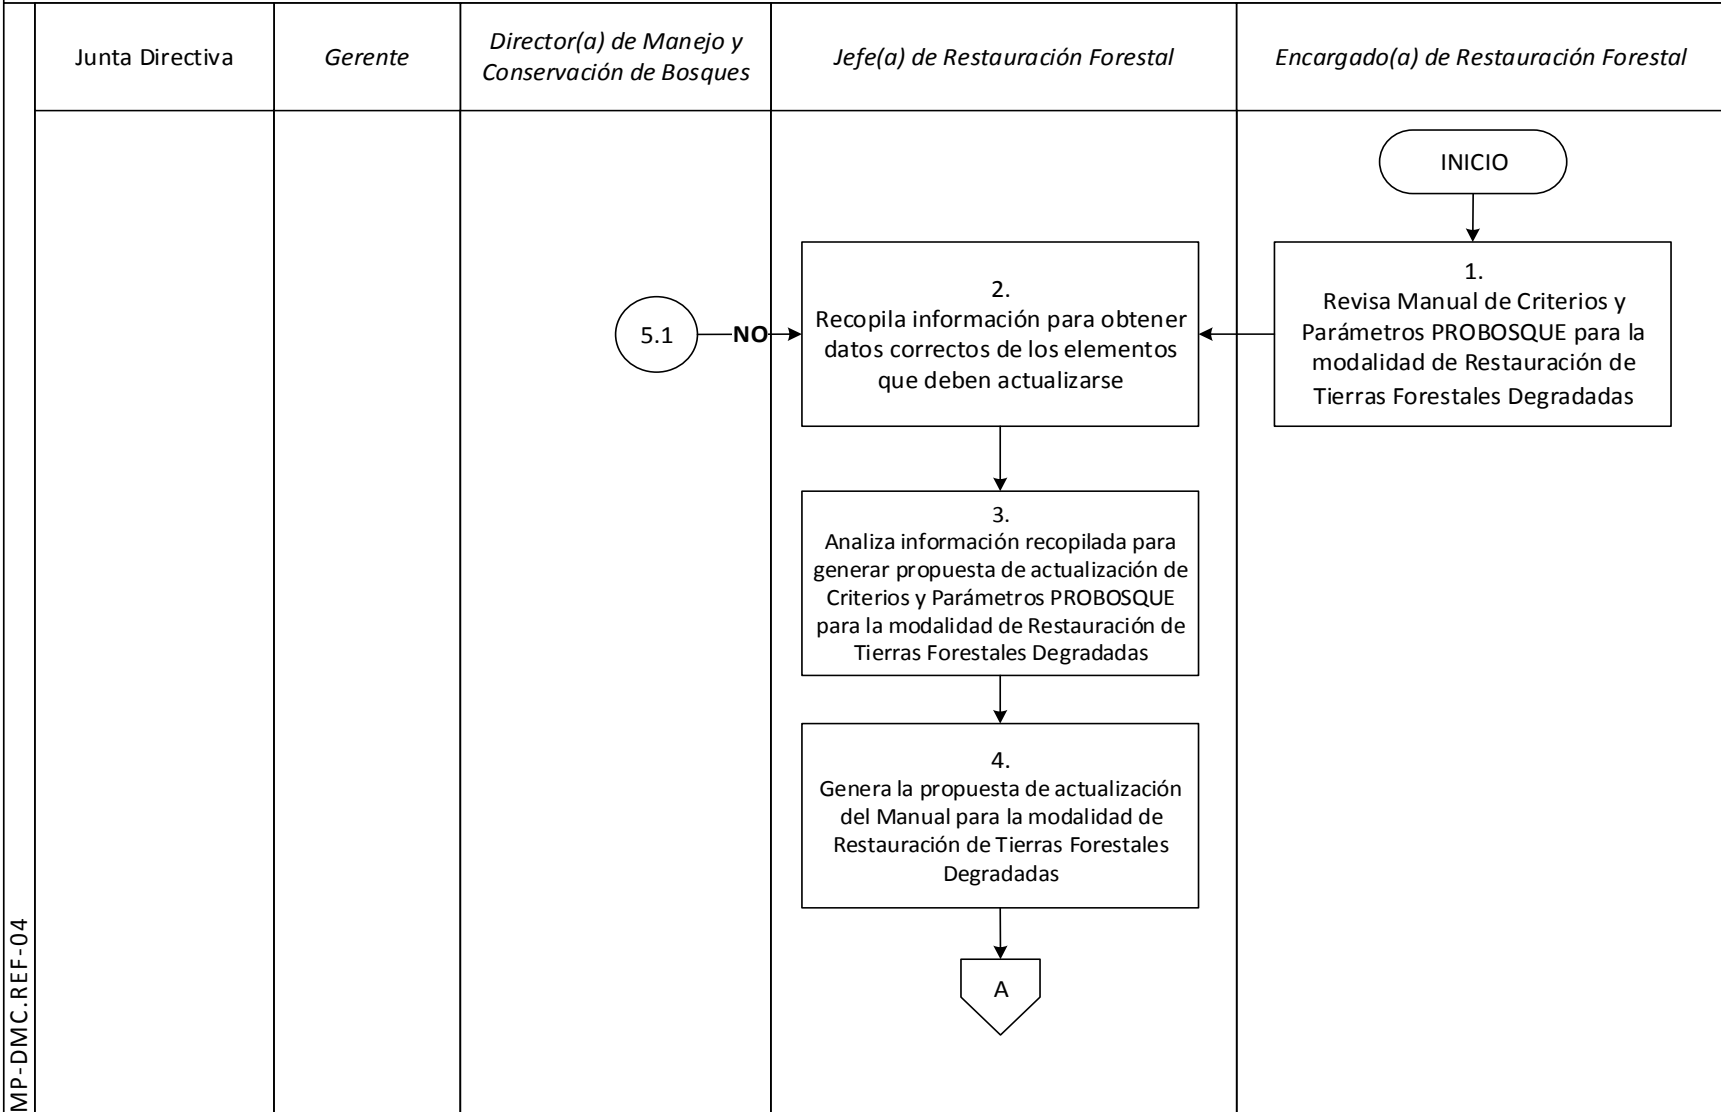 Junta Directiva
Gerente
Director(a) de Manejo y
Conservación de Bosques
Jefe(a) de Restauración Forestal
Encargado(a) de Restauración Forestal
INICIO
1.
Revisa Manual de Criterios y
Parámetros PROBOSQUE para la
modalidad de Restauración de
Tierras Forestales Degradadas
5.1
NO
2.
Recopila información para obtener
datos correctos de los elementos
que deben actualizarse
3.
Analiza información recopilada para
generar propuesta de actualización de
Criterios y Parámetros PROBOSQUE
para la modalidad de Restauración de
Tierras Forestales Degradadas
4.
Genera la propuesta de actualización
del Manual para la modalidad de
Restauración de Tierras Forestales
Degradadas
A
MP-DMC.REF-04